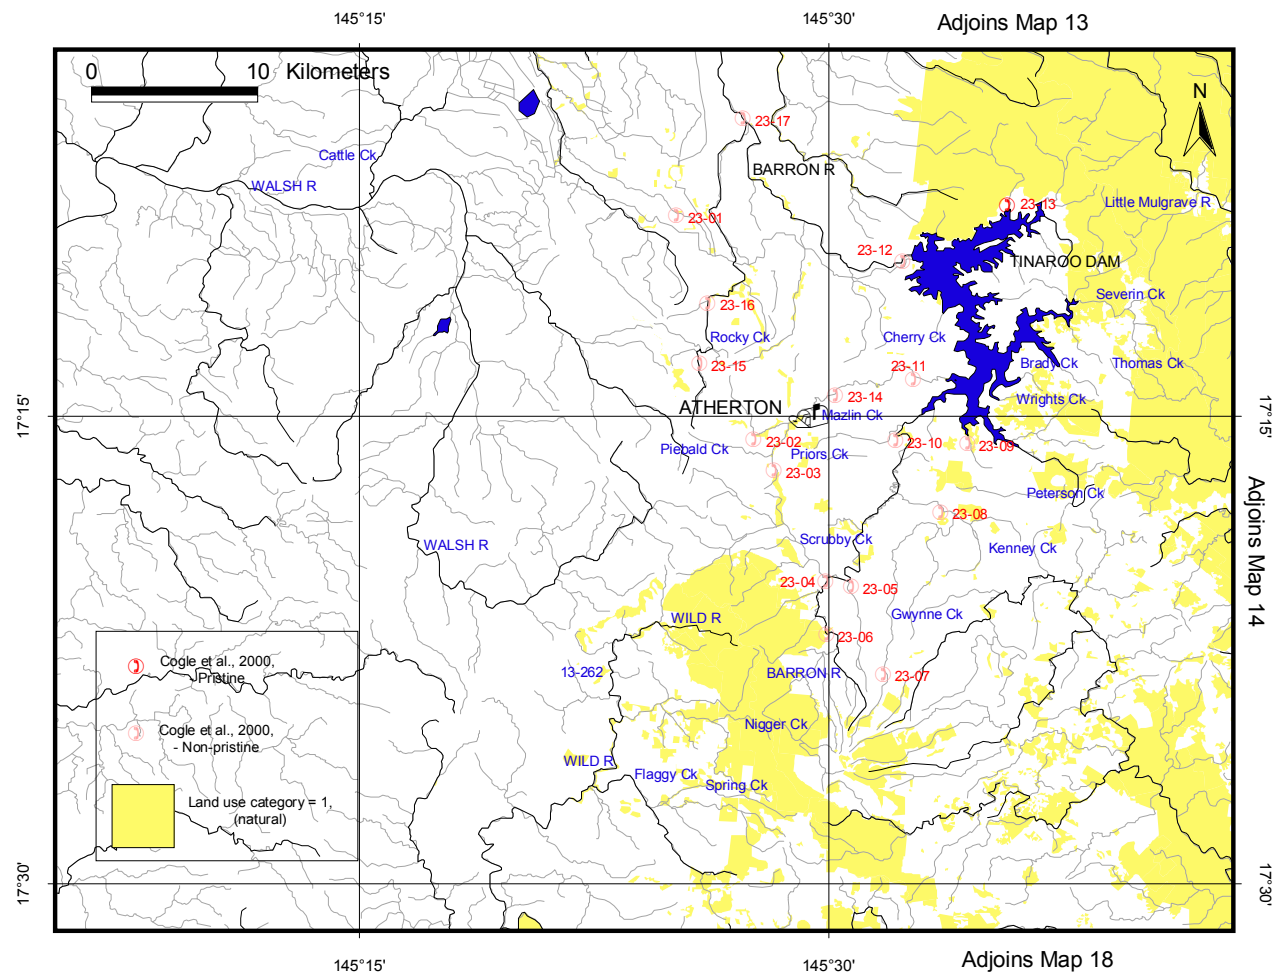 145°15'
145°30'
Adjoins Map 13
0
10
Kilometers
N
23-17
Cattle Ck
BARRON R
WALSH R
23-13
Little Mulgrave R
23-01
23-12
TINAROO DAM
Severin Ck
23-16
Rocky Ck
Cherry Ck
23-15
23-11
Brady Ck
Thomas Ck
23-14
Wrights Ck
ATHERTON
Mazlin Ck
17°15'
17°15'
23-02
23-10
23-09
Piebald Ck
Priors Ck
23-03
Peterson Ck
Adjoins Map 14
23-08
WALSH R
Scrubby Ck
Kenney Ck
23-04
23-05
WILD R
Gwynne Ck
23-06
13-262
BARRON R
23-07
Cogle et al., 2000,
- Pristine
Nigger Ck
Cogle et al., 2000,
- Non-pristine
WILD R
Flaggy Ck
Spring Ck
Land use category = 1,
(natural)
17°30'
17°30'
145°15'
145°30'
Adjoins Map 18